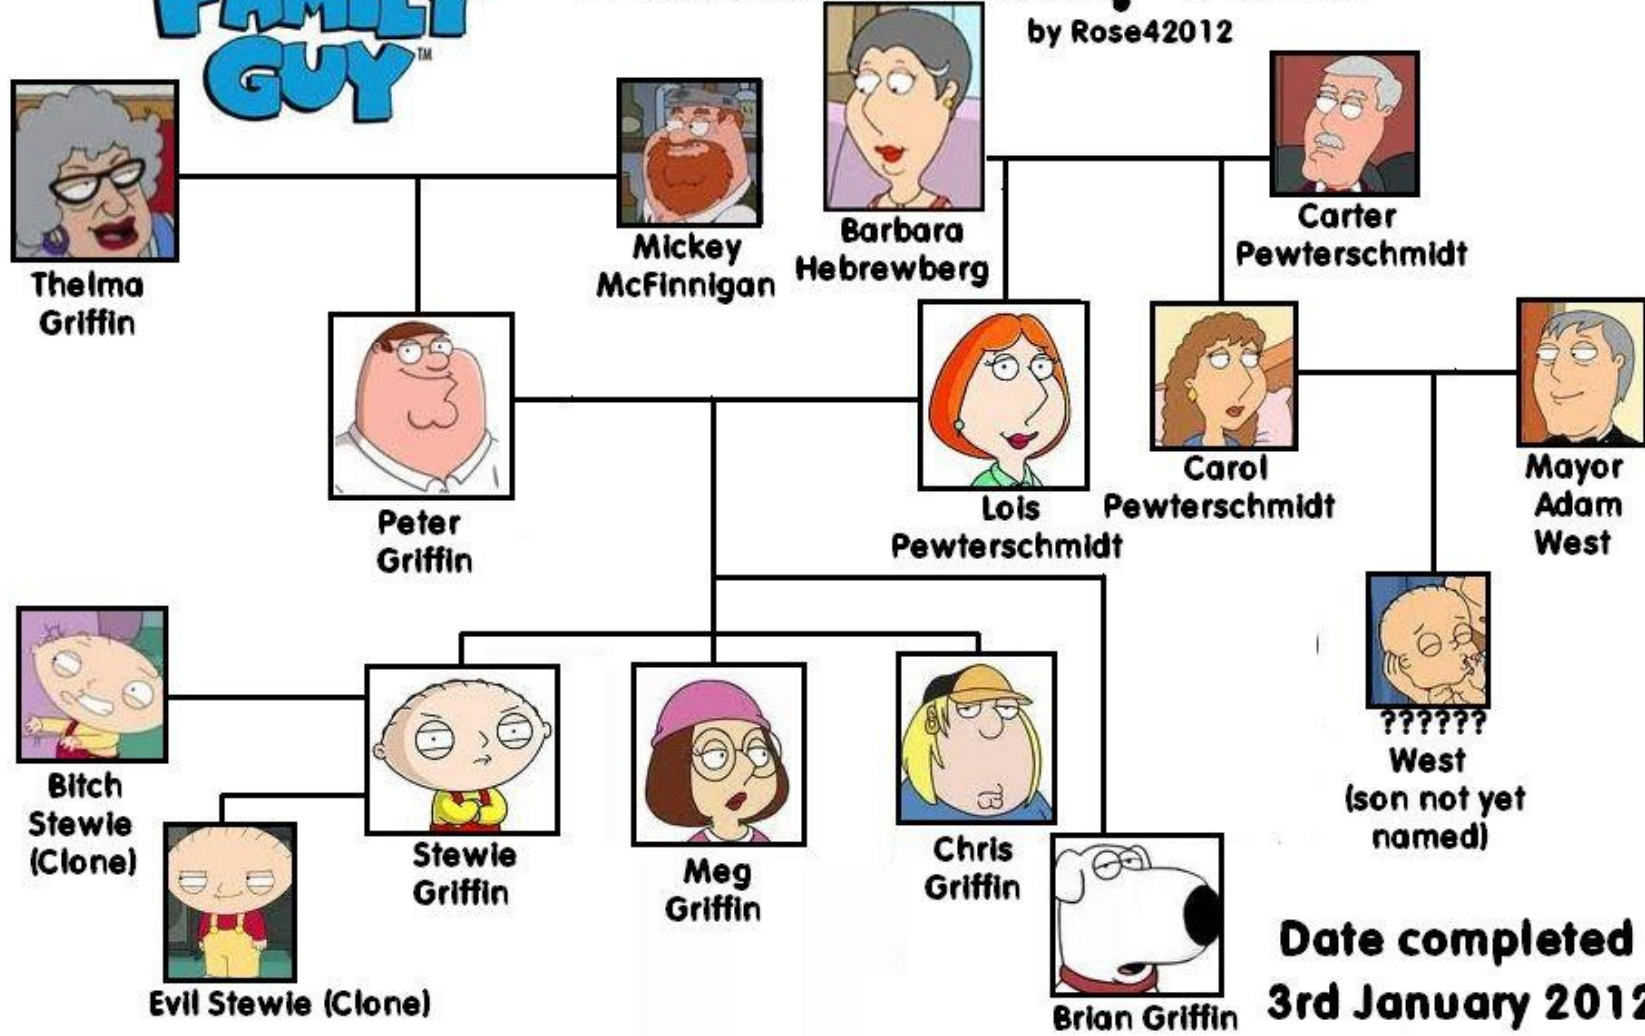 FAMILY
GUY™
by Rose42012
Thelma
Griffin
Mickey
McFinnigan
Barbara
Hebrewberg
Carter
Pewterschmidt
Peter
Griffin
Lois
Pewterschmidt
Carol
Pewterschmidt
Mayor
Adam
West
Bitch
Stewie
(Clone)
Evil Stewie (Clone)
Stewie
Griffin
Meg
Griffin
Chris
Griffin
Brian Griffin
??????
West
(son not yet
named)
Date completed
3rd January 2012